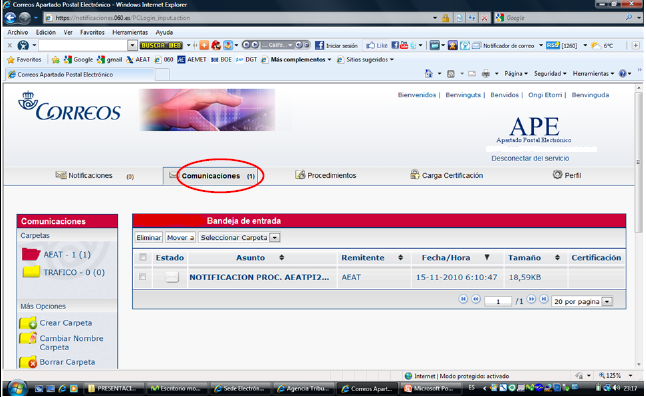 Correos Apartado Postal Electrónico - Windows Internet Explorer
https://notificaciones.060.es/PCLogin_input.action
Google
Archivo Edición Ver Favoritos Herramientas Ayuda
BUSCAR DEO
Iniciar sesión Like Notificador de correo RSS [1260] 6°C
Favoritos Google gmail AEAT 060 AEMET BOE DGT Más complementos Sitios sugeridos
Correos Apartado Postal Electrónico
Página Seguridad Herramientas
Bienvenidos | Benvinguts | Benvidos | Ongi Etorri | Benvinguda
CORREOS
APE
Apartado Postal Electrónico
Desconectar del servicio
Notificaciones (0) Comunicaciones (1) Procedimientos Carga Certificación Perfil
Comunicaciones
Carpetas
AEAT - 1 (1)
TRAFICO - 0 (0)
Más Opciones
Crear Carpeta
Cambiar Nombre
Carpeta
Borrar Carpeta
Bandeja de entrada
Eliminar Mover a Seleccionar Carpeta
Estado Asunto Remitente Fecha/Hora Tamaño Certificación
NOTIFICACION PROC. AEATPI2... AEAT 15-11-2010 6:10:47 18,59KB
1 /1 20 por pagina
Internet | Modo protegido: activado 125%
PRESENTACI... Escritorio mo... Sede Electrón... Agencia Tribu... Correos Apart... Microsoft Po... ES 23:17